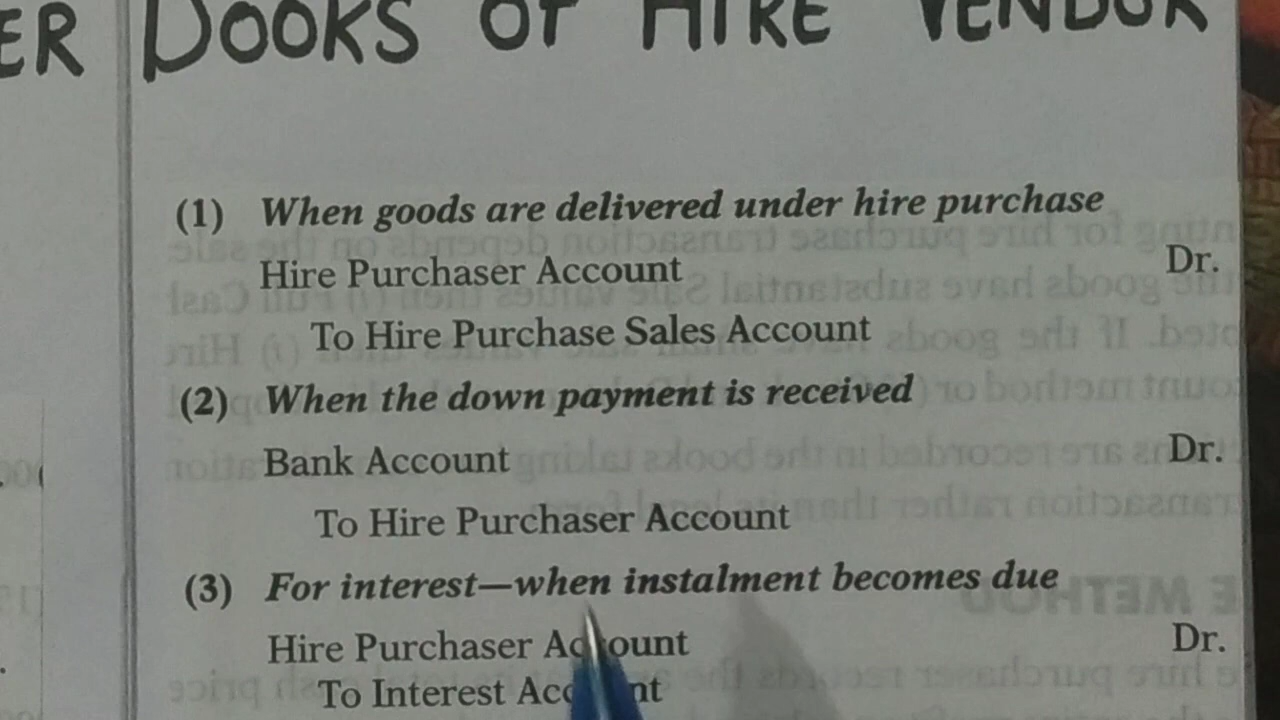 ER BOOKS OF HIRE VENDOR
(1) When goods are delivered under hire purchase
Hire Purchaser Account Dr.
To Hire Purchase Sales Account
(2) When the down payment is received
Bank Account Dr.
To Hire Purchaser Account
(3) For interest—when instalment becomes due
Hire Purchaser Account Dr.
To Interest Account